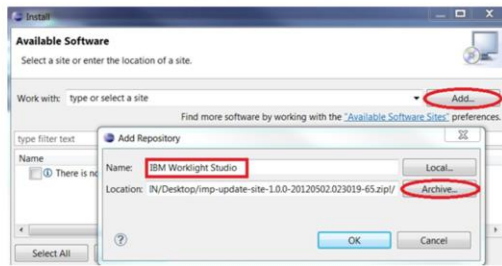 Install
Available Software
Select a site or enter the location of a site.
Work with: type or select a site Add...
Find more software by working with the "Available Software Sites" preferences.
type filter text
Name
There is no
Add Repository
Name: IBM Worklight Studio Local...
Location: IN/Desktop/imp-update-site-1.0.0-20120502.023019-65.zip!/ Archive...
OK Cancel
Select All